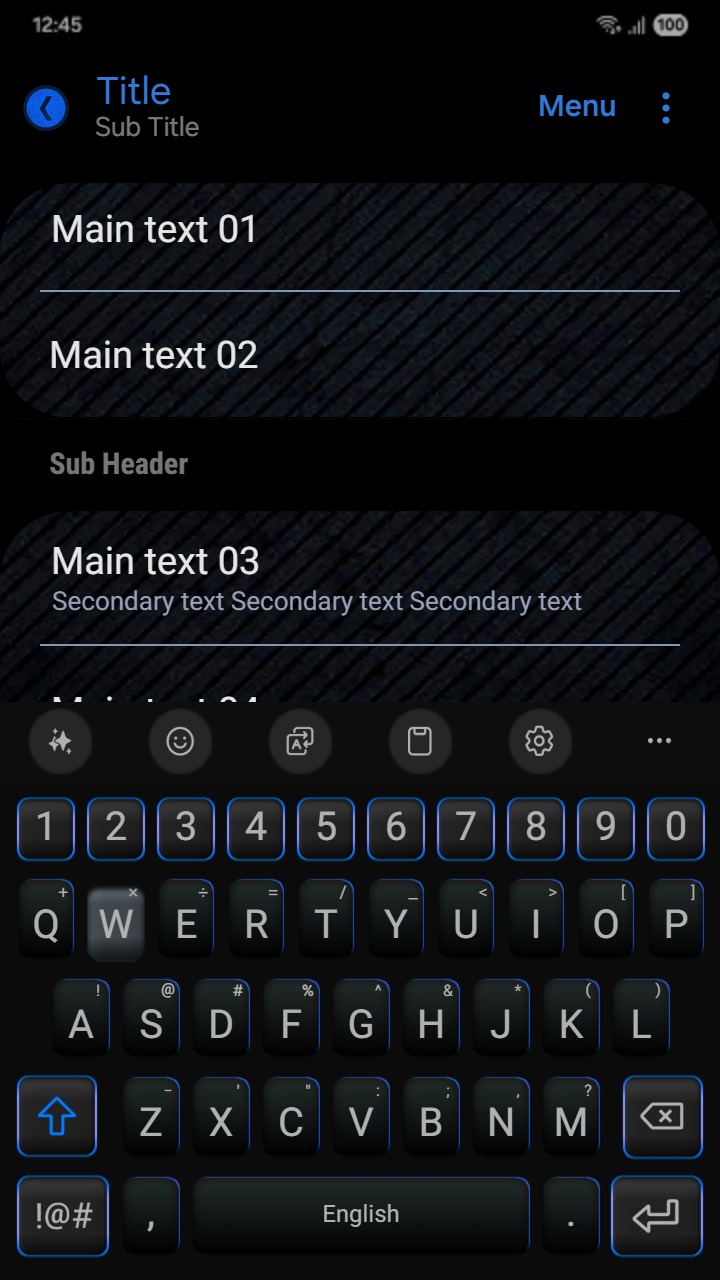 12:45
100
Title
Sub Title
Menu
Main text 01
Main text 02
Sub Header
Main text 03
Secondary text Secondary text Secondary text
1 2 3 4 5 6 7 8 9 0
+ × ÷ = / _ < > [ ]
Q W E R T Y U I O P
! @ # % ^ & * ( )
A S D F G H J K L
- ' " : ; , ?
Z X C V B N M
!@# , English .